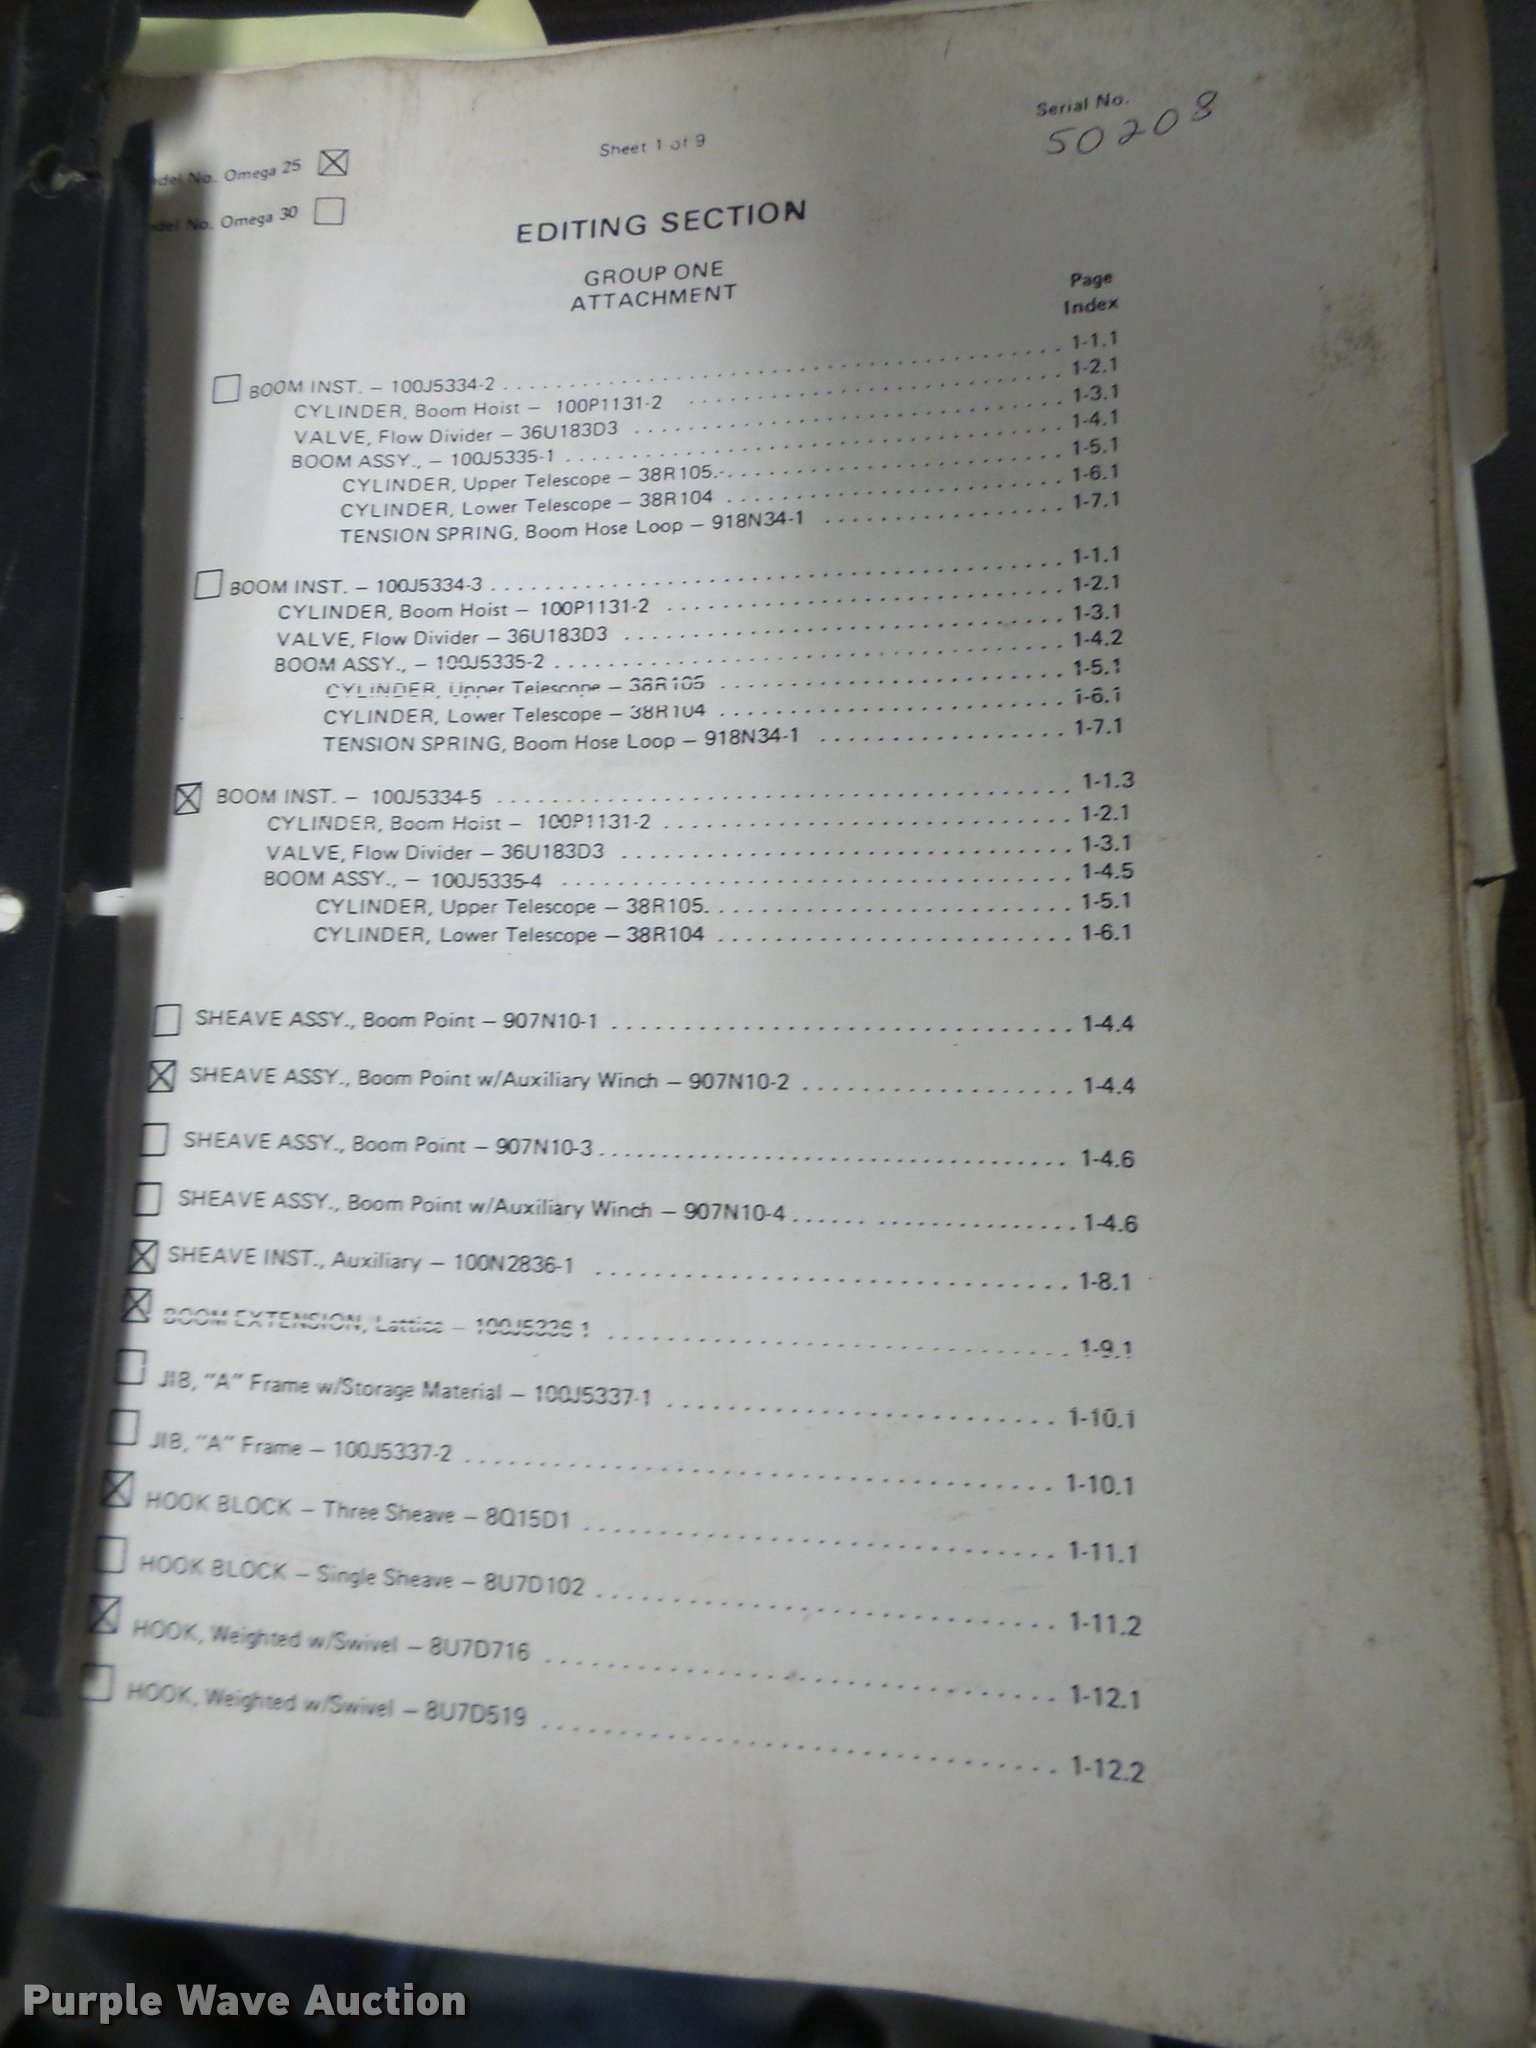 Serial No.
50208
Sheet 1 of 9
del No. Omega 25 ☒
del No. Omega 30 ☐
EDITING SECTION
GROUP ONE
ATTACHMENT
Page
Index
☐ BOOM INST. – 100J5334-2 . . . . . 1-1.1
CYLINDER, Boom Hoist – 100P1131-2 . . . . . 1-2.1
VALVE, Flow Divider – 36U183D3 . . . . . 1-3.1
BOOM ASSY., – 100J5335-1 . . . . . 1-4.1
CYLINDER, Upper Telescope – 38R105 . . . . . 1-5.1
CYLINDER, Lower Telescope – 38R104 . . . . . 1-6.1
TENSION SPRING, Boom Hose Loop – 918N34-1 . . . . . 1-7.1
☐ BOOM INST. – 100J5334-3 . . . . . 1-1.1
CYLINDER, Boom Hoist – 100P1131-2 . . . . . 1-2.1
VALVE, Flow Divider – 36U183D3 . . . . . 1-3.1
BOOM ASSY., – 100J5335-2 . . . . . 1-4.2
CYLINDER, Upper Telescope – 38R105 . . . . . 1-5.1
CYLINDER, Lower Telescope – 38R104 . . . . . 1-6.1
TENSION SPRING, Boom Hose Loop – 918N34-1 . . . . . 1-7.1
☒ BOOM INST. – 100J5334-5 . . . . . 1-1.3
CYLINDER, Boom Hoist – 100P1131-2 . . . . . 1-2.1
VALVE, Flow Divider – 36U183D3 . . . . . 1-3.1
BOOM ASSY., – 100J5335-4 . . . . . 1-4.5
CYLINDER, Upper Telescope – 38R105 . . . . . 1-5.1
CYLINDER, Lower Telescope – 38R104 . . . . . 1-6.1
☐ SHEAVE ASSY., Boom Point – 907N10-1 . . . . . 1-4.4
☒ SHEAVE ASSY., Boom Point w/Auxiliary Winch – 907N10-2 . . . . . 1-4.4
☐ SHEAVE ASSY., Boom Point – 907N10-3 . . . . . 1-4.6
☐ SHEAVE ASSY., Boom Point w/Auxiliary Winch – 907N10-4 . . . . . 1-4.6
☒ SHEAVE INST., Auxiliary – 100N2836-1 . . . . . 1-8.1
☒ BOOM EXTENSION, Lattice – 100J5336-1 . . . . . 1-9.1
☐ JIB, "A" Frame w/Storage Material – 100J5337-1 . . . . . 1-10.1
☐ JIB, "A" Frame – 100J5337-2 . . . . . 1-10.1
☒ HOOK BLOCK – Three Sheave – 8Q15D1 . . . . . 1-11.1
☐ HOOK BLOCK – Single Sheave – 8U7D102 . . . . . 1-11.2
☒ HOOK, Weighted w/Swivel – 8U7D716 . . . . . 1-12.1
☐ HOOK, Weighted w/Swivel – 8U7D519 . . . . . 1-12.2
Purple Wave Auction